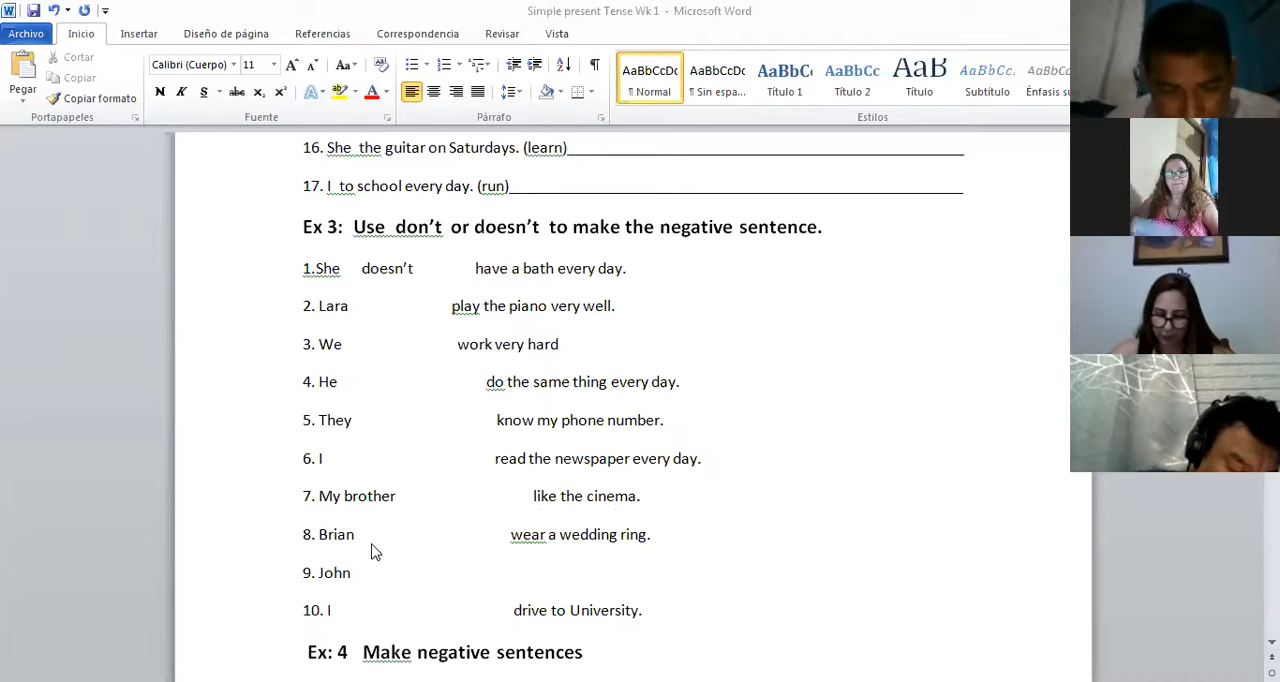 Simple present Tense Wk 1 - Microsoft Word
Archivo Inicio Insertar Diseño de página Referencias Correspondencia Revisar Vista
Cortar
Copiar
Copiar formato
Pegar
Portapapeles
Calibri (Cuerpo) 11
N K S abc
Fuente
Párrafo
AaBbCcDc AaBbCcDc AaBbC AaBbCc AaB AaBbCc AaBbCc
¶ Normal ¶ Sin espa... Título 1 Título 2 Título Subtítulo Énfasis su
Estilos
16. She the guitar on Saturdays. (learn)
17. I to school every day. (run)
Ex 3: Use don't or doesn't to make the negative sentence.
1.She doesn't have a bath every day.
2. Lara play the piano very well.
3. We work very hard
4. He do the same thing every day.
5. They know my phone number.
6. I read the newspaper every day.
7. My brother like the cinema.
8. Brian wear a wedding ring.
9. John
10. I drive to University.
Ex: 4 Make negative sentences